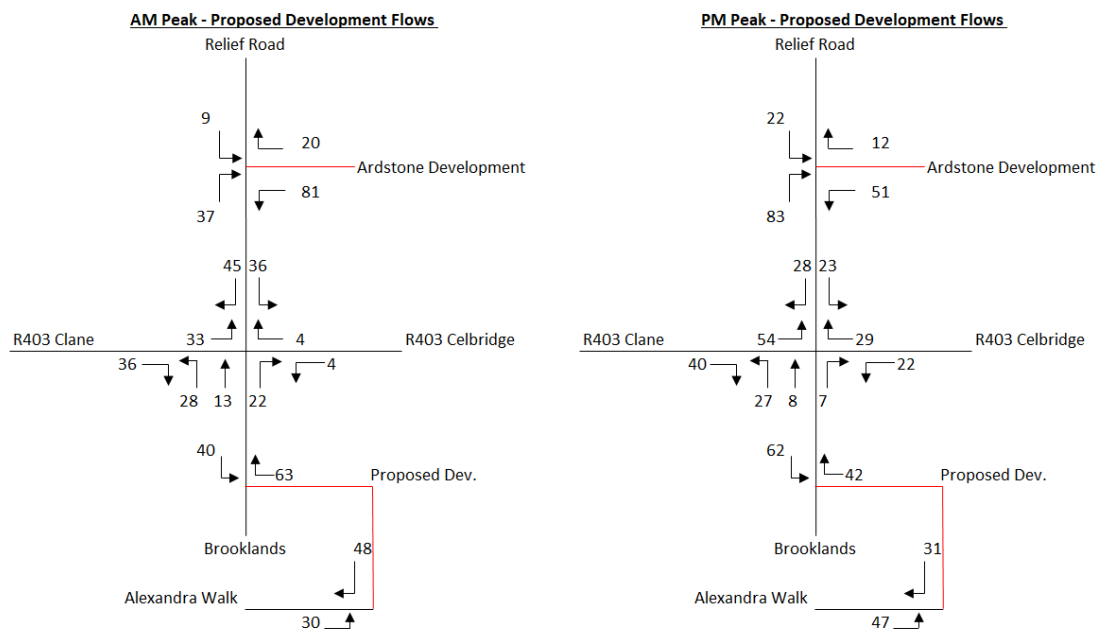 AM Peak - Proposed Development Flows
Relief Road
9
20
Ardstone Development
37
81
45 36
R403 Clane
33
4
R403 Celbridge
36
28
13
22
4
40
63
Proposed Dev.
Brooklands
48
Alexandra Walk
30
PM Peak - Proposed Development Flows
Relief Road
22
12
Ardstone Development
83
51
28 23
R403 Clane
54
29
R403 Celbridge
40
27
8
7
22
62
42
Proposed Dev.
Brooklands
31
Alexandra Walk
47